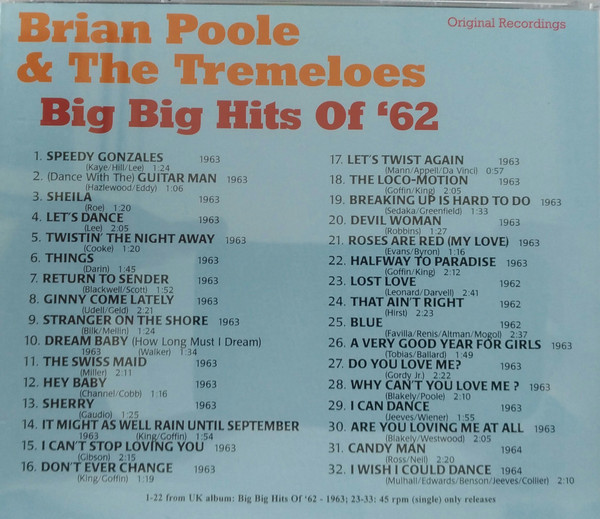 Brian Poole
Original Recordings
& The Tremeloes
Big Big Hits Of ‘62
1. SPEEDY GONZALES 1963
(Kaye/Hill/Lee) 1:24
2. (Dance With The) GUITAR MAN 1963
(Hazlewood/Eddy) 1:06
3. SHEILA 1963
(Roe) 1:20
4. LET'S DANCE 1963
(Lee) 2:05
5. TWISTIN' THE NIGHT AWAY 1963
(Cooke) 1:20
6. THINGS 1963
(Darin) 1:45
7. RETURN TO SENDER 1963
(Blackwell/Scott) 1:52
8. GINNY COME LATELY 1963
(Udell/Geld) 2:21
9. STRANGER ON THE SHORE 1963
(Bilk/Mellin) 1:24
10. DREAM BABY (How Long Must I Dream)
1963 (Walker) 1:34
11. THE SWISS MAID 1963
(Miller) 2:11
12. HEY BABY 1963
(Channel/Cobb) 1:16
13. SHERRY 1963
(Gaudio) 1:25
14. IT MIGHT AS WELL RAIN UNTIL SEPTEMBER
1963 (King/Goffin) 1:54
15. I CAN'T STOP LOVING YOU 1963
(Gibson) 2:15
16. DON'T EVER CHANGE 1963
(King/Goffin) 1:19
17. LET'S TWIST AGAIN 1963
(Mann/Appell/Da Vinci) 0:57
18. THE LOCO-MOTION 1963
(Goffin/King) 2:05
19. BREAKING UP IS HARD TO DO 1963
(Sedaka/Greenfield) 1:33
20. DEVIL WOMAN 1963
(Robbins) 1:27
21. ROSES ARE RED (MY LOVE) 1963
(Evans/Byron) 1:16
22. HALFWAY TO PARADISE 1963
(Goffin/King) 2:12
23. LOST LOVE 1962
(Leonard/Darvell) 2:41
24. THAT AIN'T RIGHT 1962
(Hirst) 2:23
25. BLUE 1962
(Favilla/Renis/Altman/Mogol) 2:37
26. A VERY GOOD YEAR FOR GIRLS 1963
(Tobias/Ballard) 1:49
27. DO YOU LOVE ME? 1963
(Gordy Jr.) 2:22
28. WHY CAN'T YOU LOVE ME ? 1963
(Blakely/Poole) 2:10
29. I CAN DANCE 1963
(Jeeves/Wiener) 1:55
30. ARE YOU LOVING ME AT ALL 1963
(Blakely/Westwood) 2:05
31. CANDY MAN 1964
(Ross/Neil) 2:20
32. I WISH I COULD DANCE 1964
(Mulhall/Edwards/Benson/Jeeves/Collier) 2:10
1-22 from UK album: Big Big Hits Of ‘62 - 1963; 23-33: 45 rpm (single) only releases